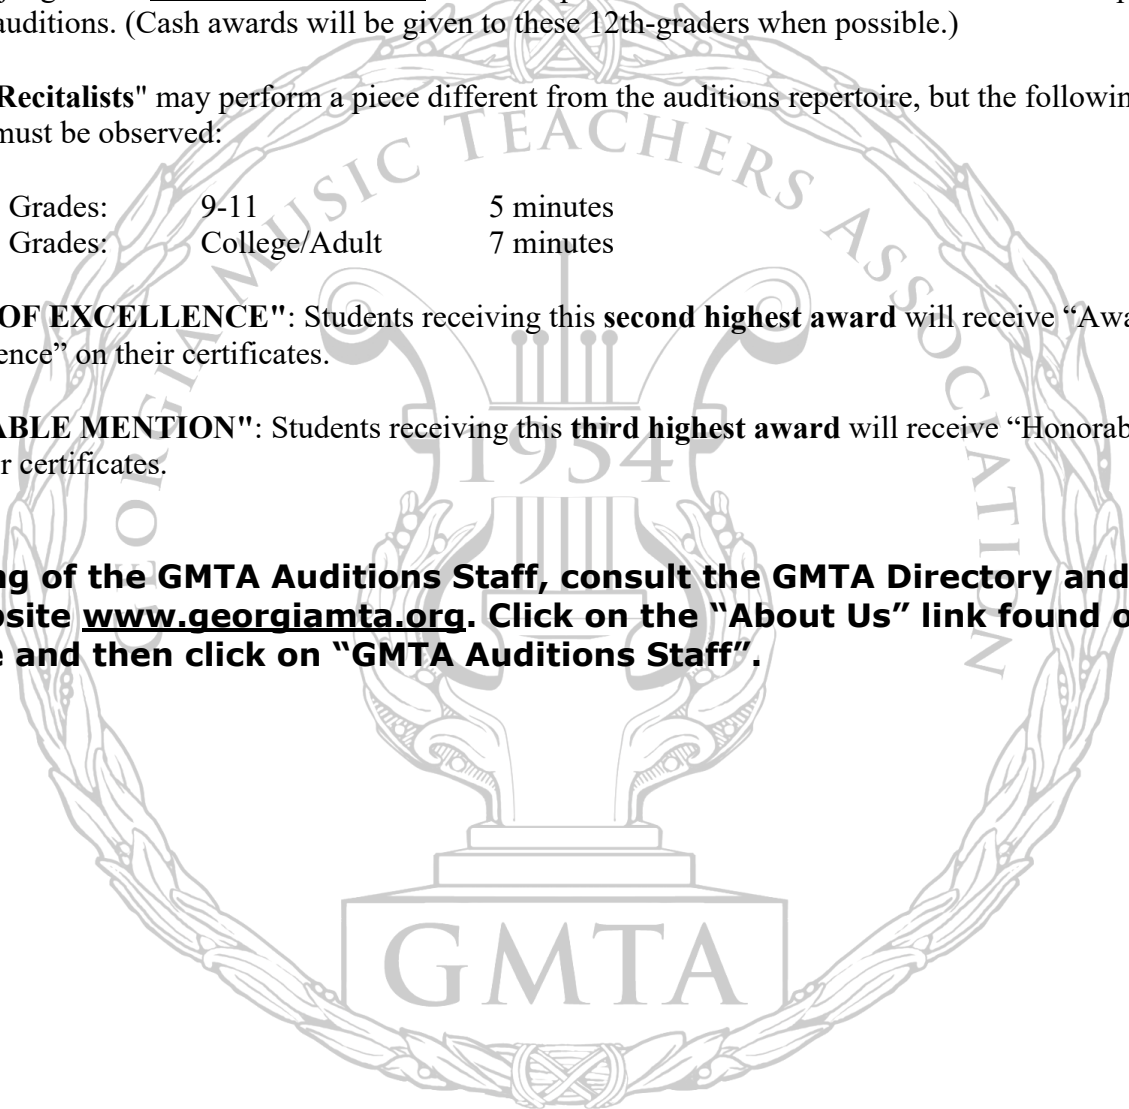 auditions. (Cash awards will be given to these 12th-graders when possible.)
Recitalists" may perform a piece different from the auditions repertoire, but the followin
must be observed:
Grades: 9-11 5 minutes
Grades: College/Adult 7 minutes
OF EXCELLENCE": Students receiving this second highest award will receive “Awa
ence” on their certificates.
ABLE MENTION": Students receiving this third highest award will receive “Honorab
r certificates.
ng of the GMTA Auditions Staff, consult the GMTA Directory and
bsite www.georgiamta.org. Click on the “About Us” link found o
e and then click on “GMTA Auditions Staff”.
GEORGIA MUSIC TEACHERS ASSOCIATION
1954
GMTA